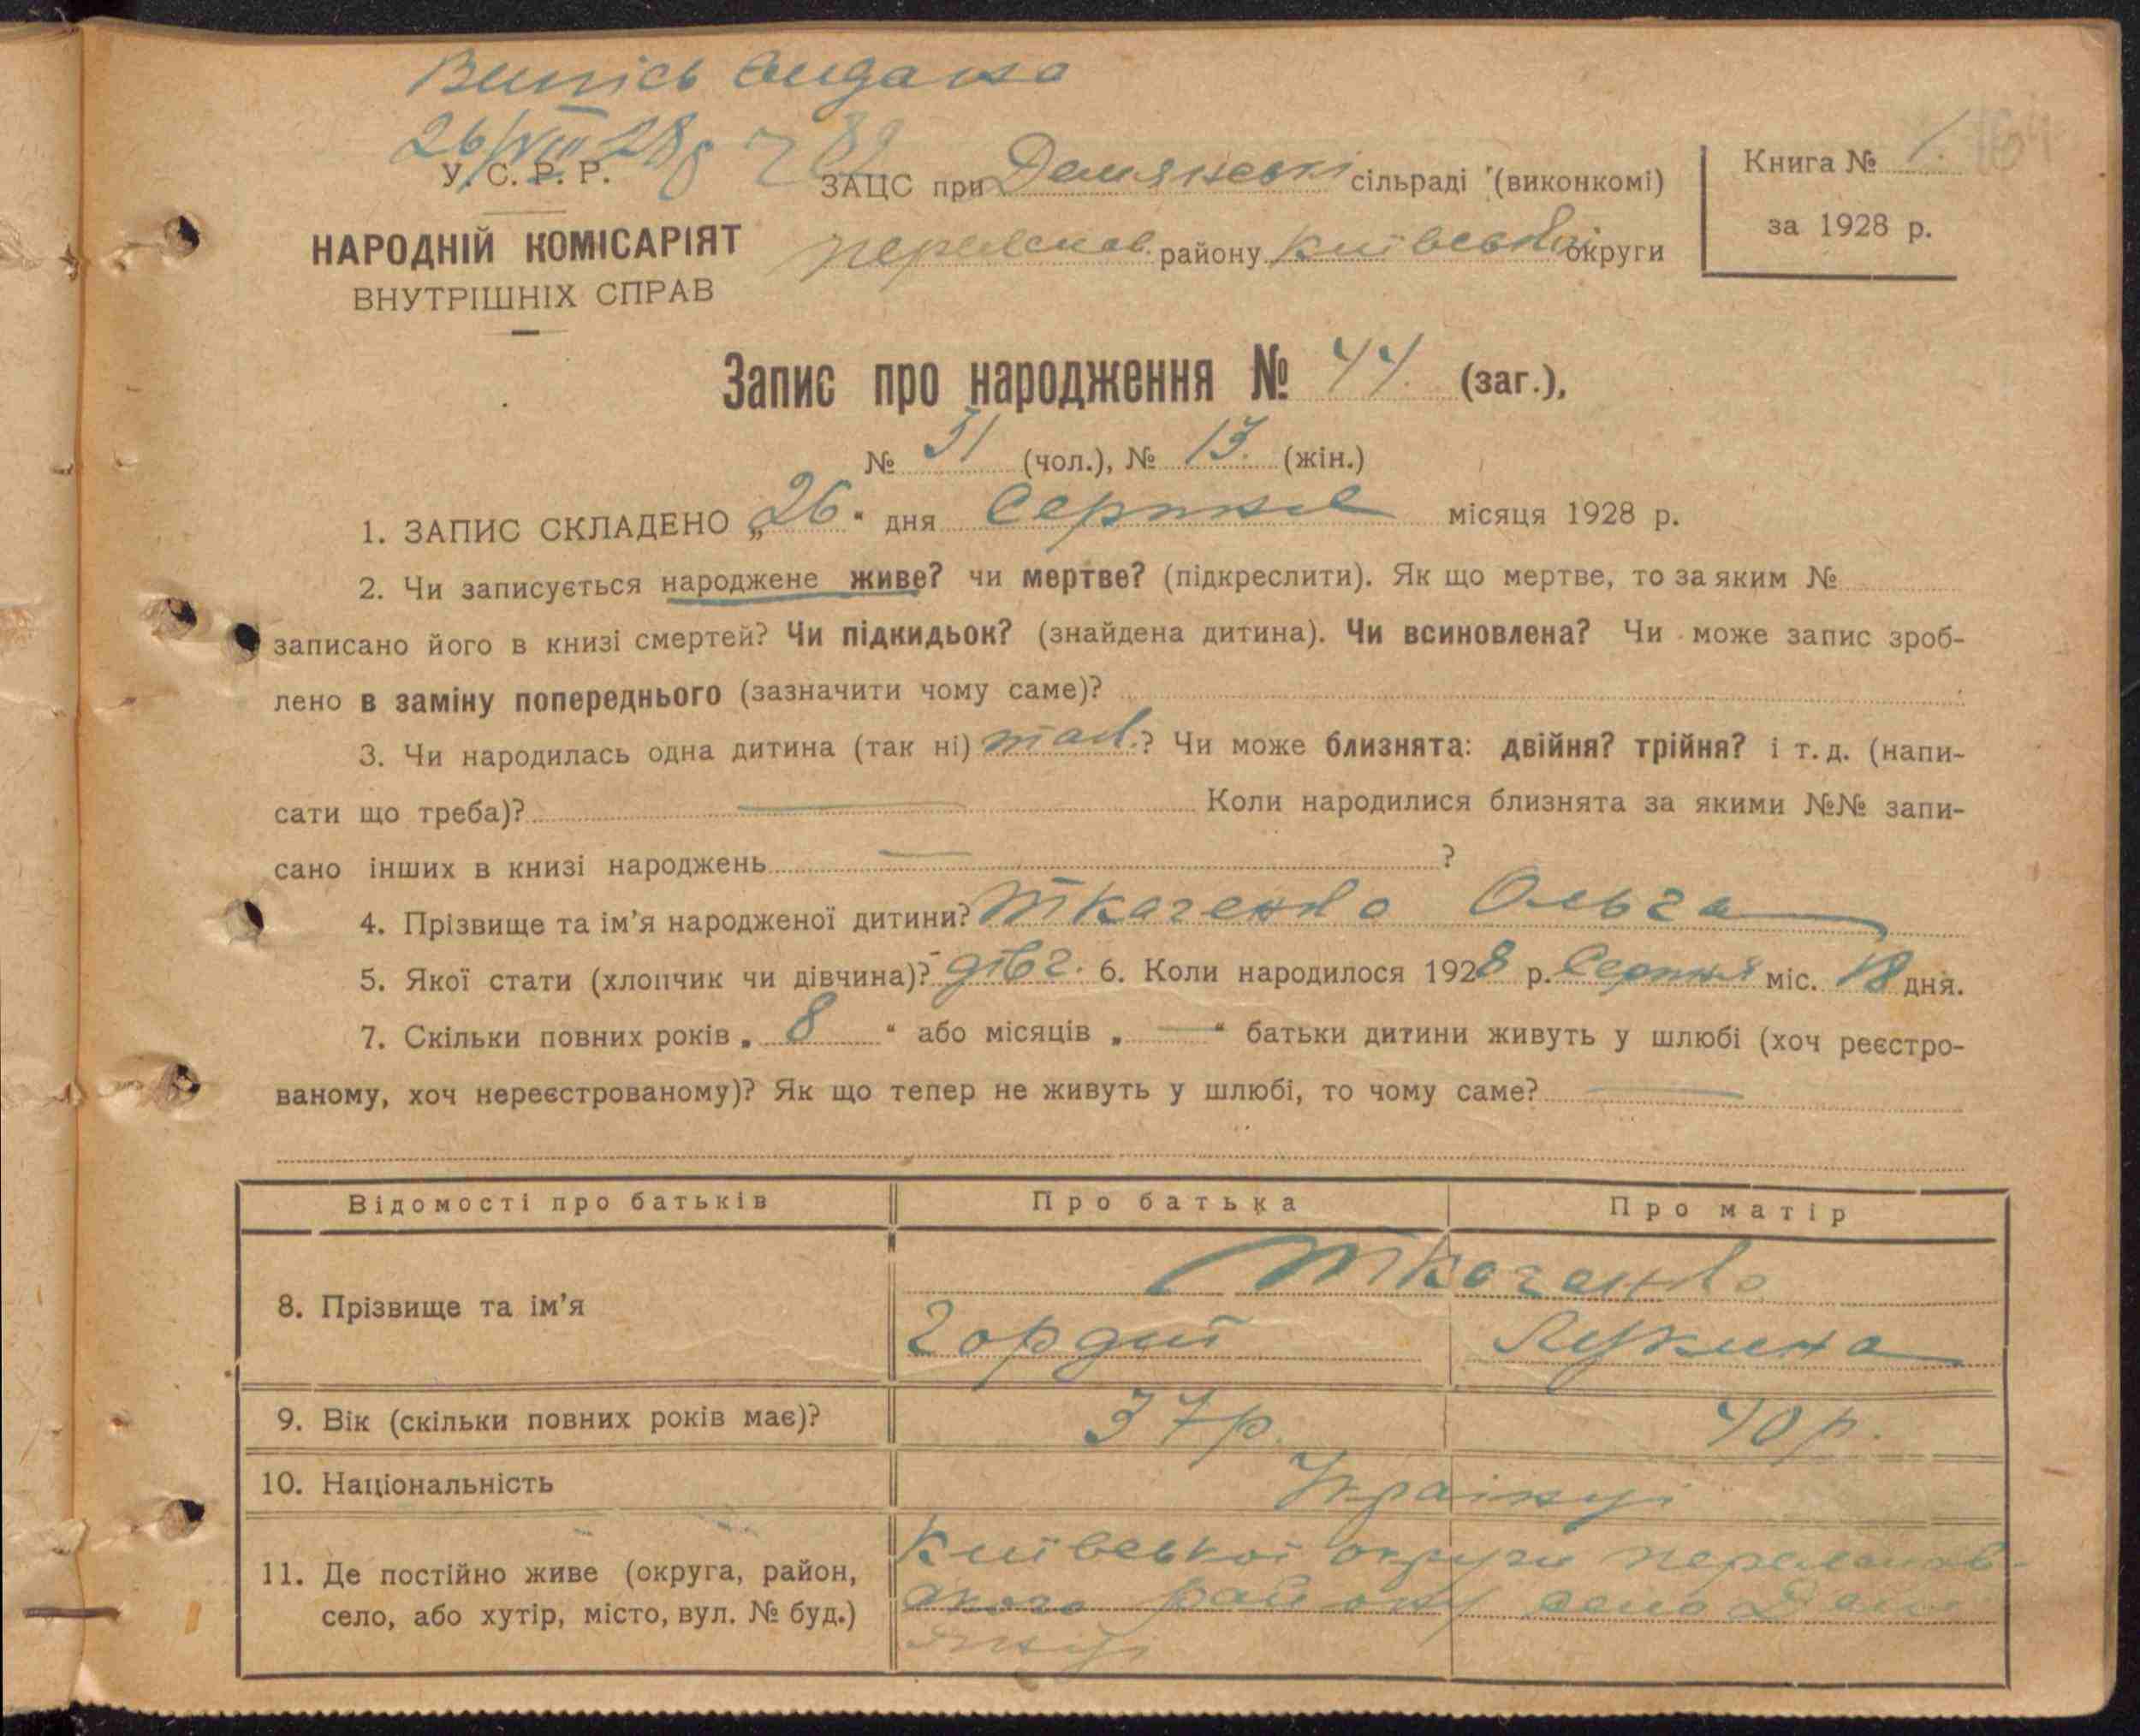 Випись видана
26/VIII 28 р ч 82
У. С. Р. Р.
НАРОДНІЙ КОМІСАРІЯТ
ВНУТРІШНІХ СПРАВ
ЗАЦС при Демянські сільраді (виконкомі)
Переяслав. району Київської округи
Книга № 1.
за 1928 р.
Запис про народження № 44. (заг.),
№ 31 (чол.), № 13. (жін.)
1. ЗАПИС СКЛАДЕНО „26“ дня Серпня місяця 1928 р.
2. Чи записується народжене живе? чи мертве? (підкреслити). Як що мертве, то за яким №
записано його в книзі смертей? Чи підкидьок? (знайдена дитина). Чи всиновлена? Чи може запис зроб-
лено в заміну попереднього (зазначити чому саме)?
3. Чи народилась одна дитина (так ні) так.? Чи може близнята: двійня? трійня? і т. д. (напи-
сати що треба)? — Коли народилися близнята за якими №№ запи-
сано інших в книзі народжень — ?
4. Прізвище та ім’я народженої дитини? Ткаченко Ольга
5. Якої стати (хлопчик чи дівчина)? дівч. 6. Коли народилося 1928 р. Серпня міс. 18 дня.
7. Скільки повних років „ 8 “ або місяців „ — “ батьки дитини живуть у шлюбі (хоч реєстро-
ваному, хоч нереєстрованому)? Як що тепер не живуть у шлюбі, то чому саме? —
Відомості про батьків Про батька Про матір
8. Прізвище та ім’я Ткаченко
Гордій Лукина
9. Вік (скільки повних років має)? 37 р. 40 р.
10. Національність Українці
11. Де постійно живе (округа, район,
село, або хутір, місто, вул. № буд.)
Київської округи Переяслав-
ського району село Дем
янці